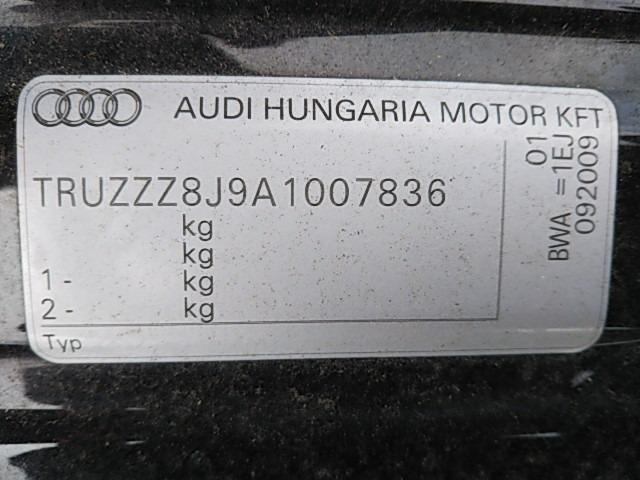 AUDI HUNGARIA MOTOR KFT
TRUZZZ8J9A1007836
kg
kg
1 - kg
2 - kg
Typ
01
BWA =1EJ
092009